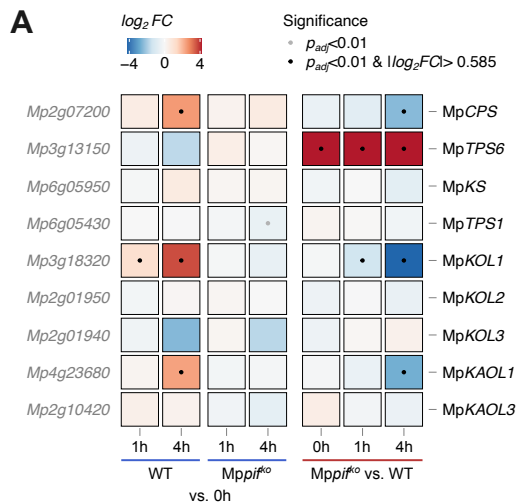 A
log2 FC
−4 0 4
Significance
padj<0.01
padj<0.01 & |log2FC|> 0.585
Mp2g07200 MpCPS
Mp3g13150 MpTPS6
Mp6g05950 MpKS
Mp6g05430 MpTPS1
Mp3g18320 MpKOL1
Mp2g01950 MpKOL2
Mp2g01940 MpKOL3
Mp4g23680 MpKAOL1
Mp2g10420 MpKAOL3
1h 4h 1h 4h 0h 1h 4h
WT Mppifko Mppifko vs. WT
vs. 0h